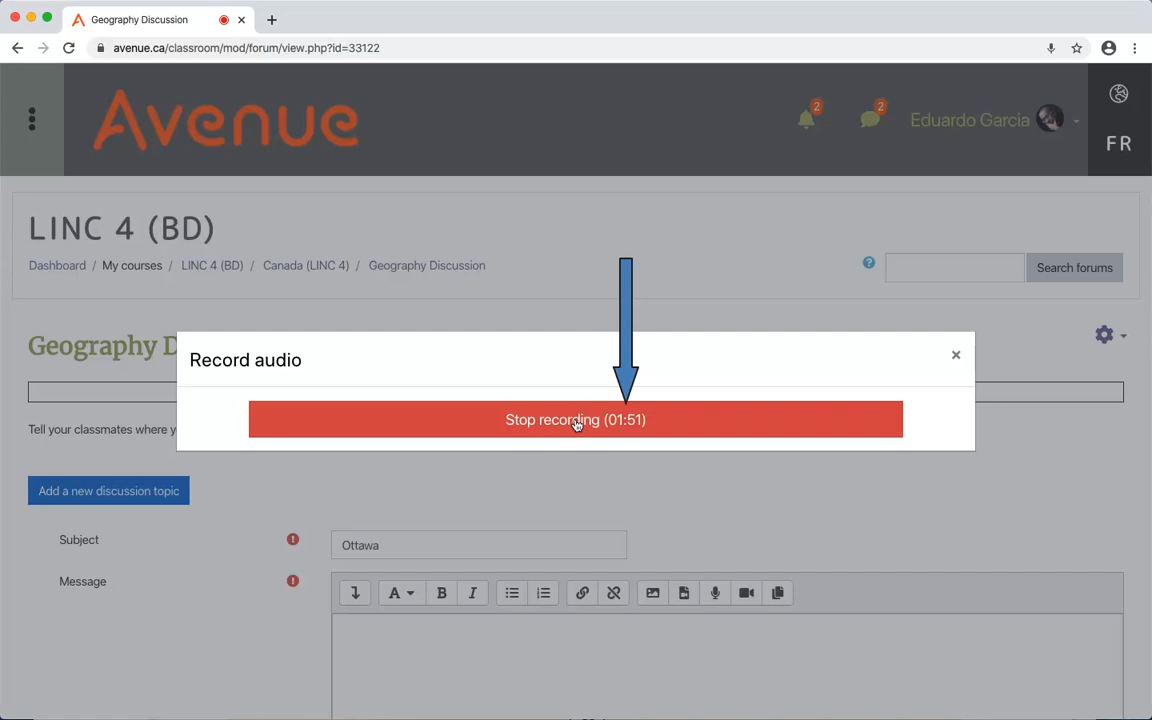 Geography Discussion
avenue.ca/classroom/mod/forum/view.php?id=33122
Avenue
2
2
Eduardo Garcia
FR
LINC 4 (BD)
Dashboard / My courses / LINC 4 (BD) / Canada (LINC 4) / Geography Discussion
Search forums
Geography D
Record audio
Stop recording (01:51)
Tell your classmates where y
Add a new discussion topic
Subject
Ottawa
Message
A
B
I